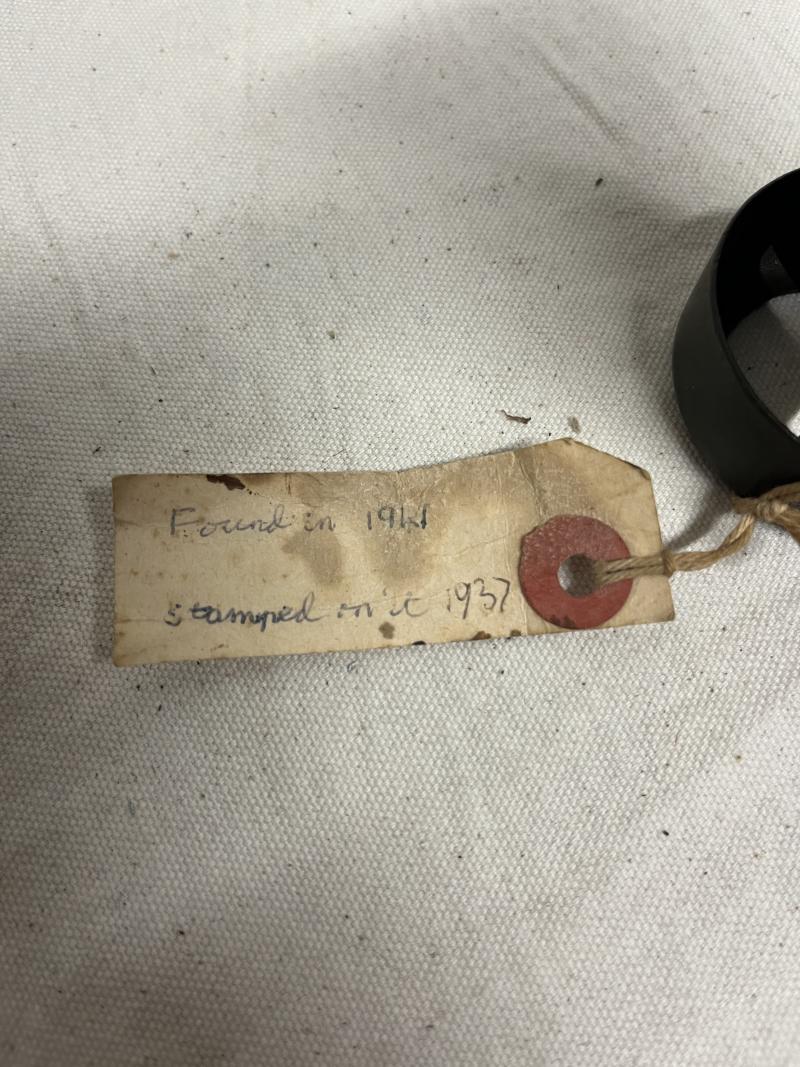 Found in 1941
stamped on it 1937